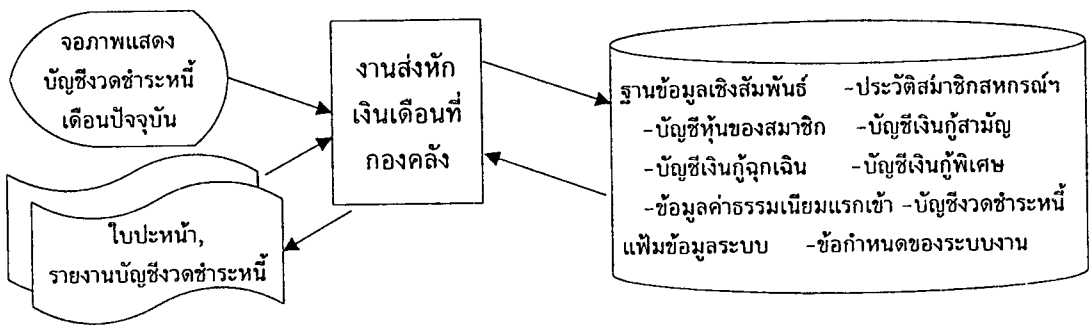 จอภาพแสดง
บัญชีงวดชำระหนี้
เดือนปัจจุบัน
งานส่งหัก
เงินเดือนที่
กองคลัง
ใบปะหน้า,
รายงานบัญชีงวดชำระหนี้
ฐานข้อมูลเชิงสัมพันธ์ -ประวัติสมาชิกสหกรณ์ฯ
-บัญชีหุ้นของสมาชิก -บัญชีเงินกู้สามัญ
-บัญชีเงินกู้ฉุกเฉิน -บัญชีเงินกู้พิเศษ
-ข้อมูลค่าธรรมเนียมแรกเข้า -บัญชีงวดชำระหนี้
แฟ้มข้อมูลระบบ -ข้อกำหนดของระบบงาน